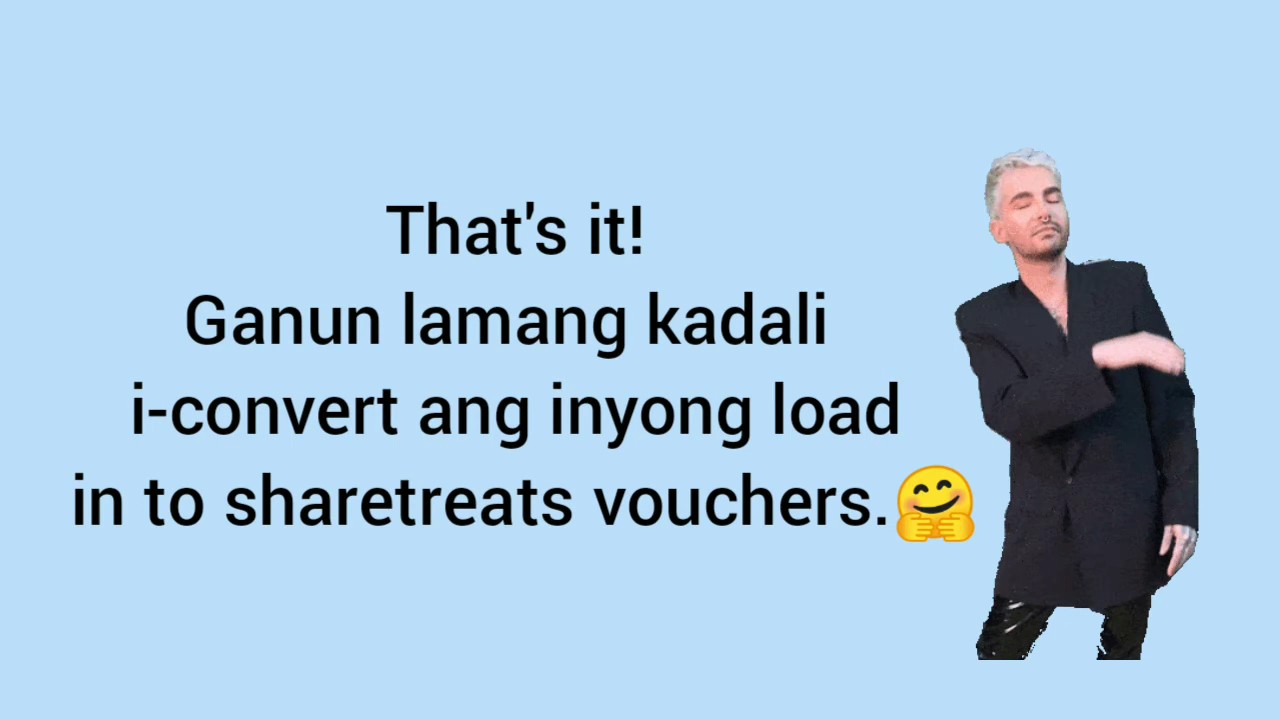 That's it!
Ganun lamang kadali
i-convert ang inyong load
in to sharetreats vouchers.🤗